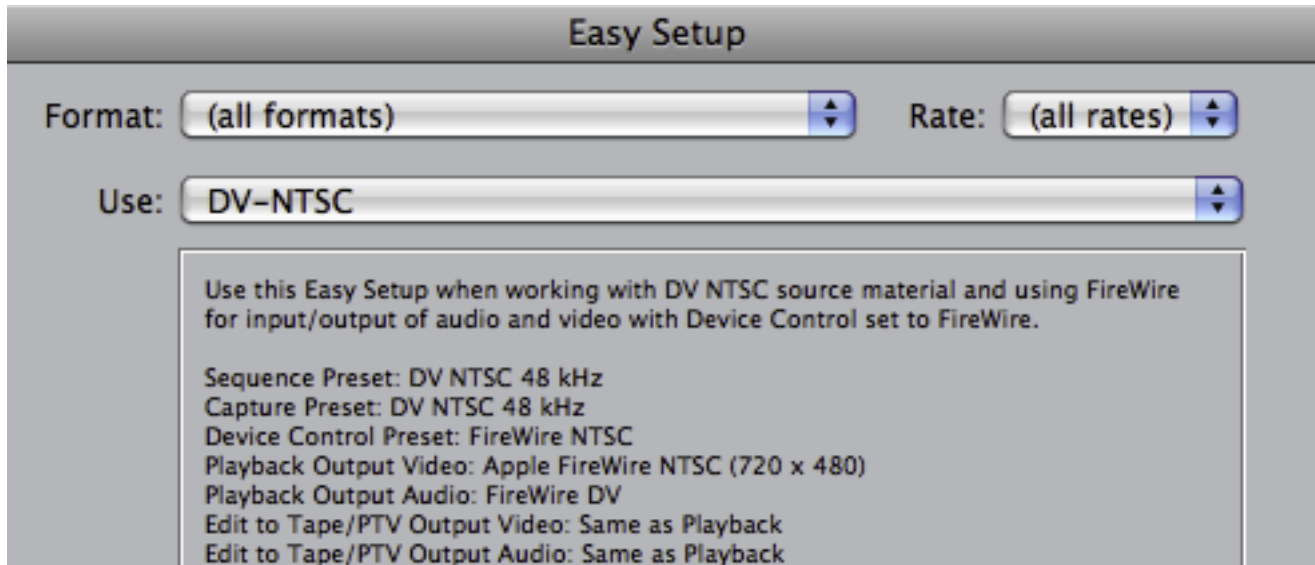 Easy Setup
Format: (all formats) Rate: (all rates)
Use: DV-NTSC
Use this Easy Setup when working with DV NTSC source material and using FireWire
for input/output of audio and video with Device Control set to FireWire.
Sequence Preset: DV NTSC 48 kHz
Capture Preset: DV NTSC 48 kHz
Device Control Preset: FireWire NTSC
Playback Output Video: Apple FireWire NTSC (720 x 480)
Playback Output Audio: FireWire DV
Edit to Tape/PTV Output Video: Same as Playback
Edit to Tape/PTV Output Audio: Same as Playback